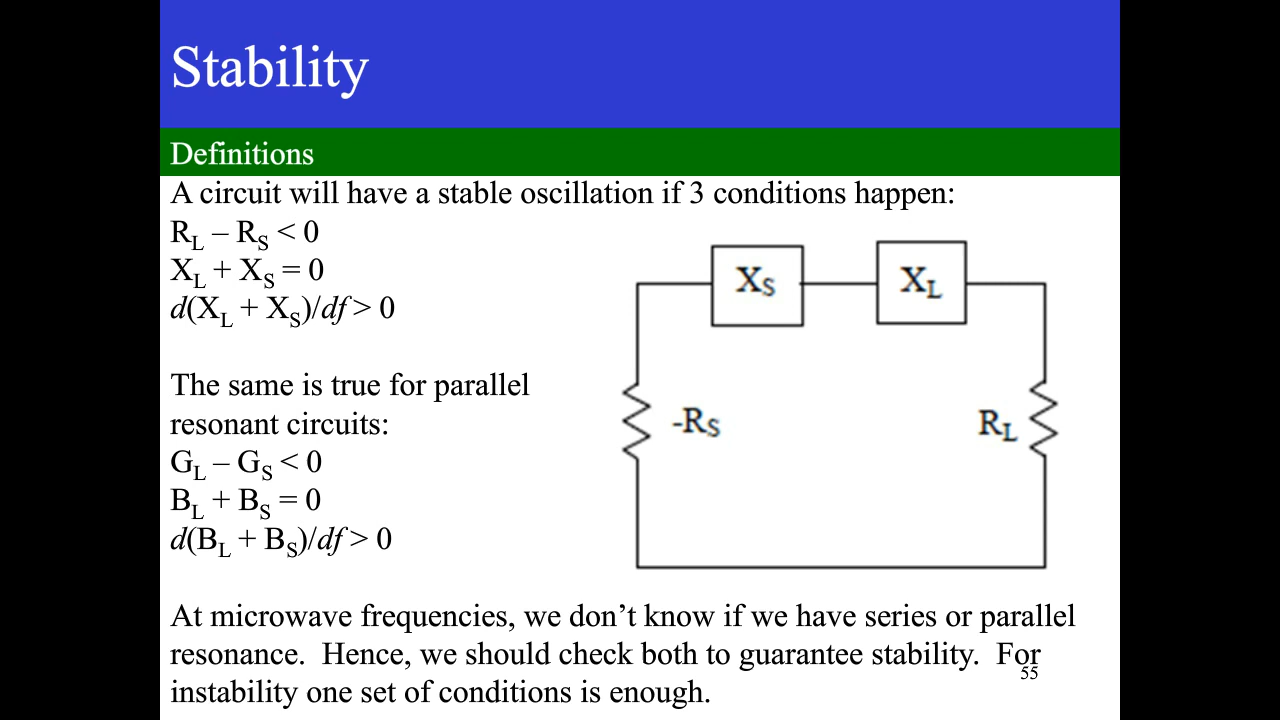 Stability
Definitions
A circuit will have a stable oscillation if 3 conditions happen:
R_L – R_S < 0
X_L + X_S = 0
d(X_L + X_S)/df > 0
The same is true for parallel
resonant circuits:
G_L – G_S < 0
B_L + B_S = 0
d(B_L + B_S)/df > 0
X_S
X_L
-R_S
R_L
At microwave frequencies, we don’t know if we have series or parallel
resonance.  Hence, we should check both to guarantee stability.  For
instability one set of conditions is enough.
55